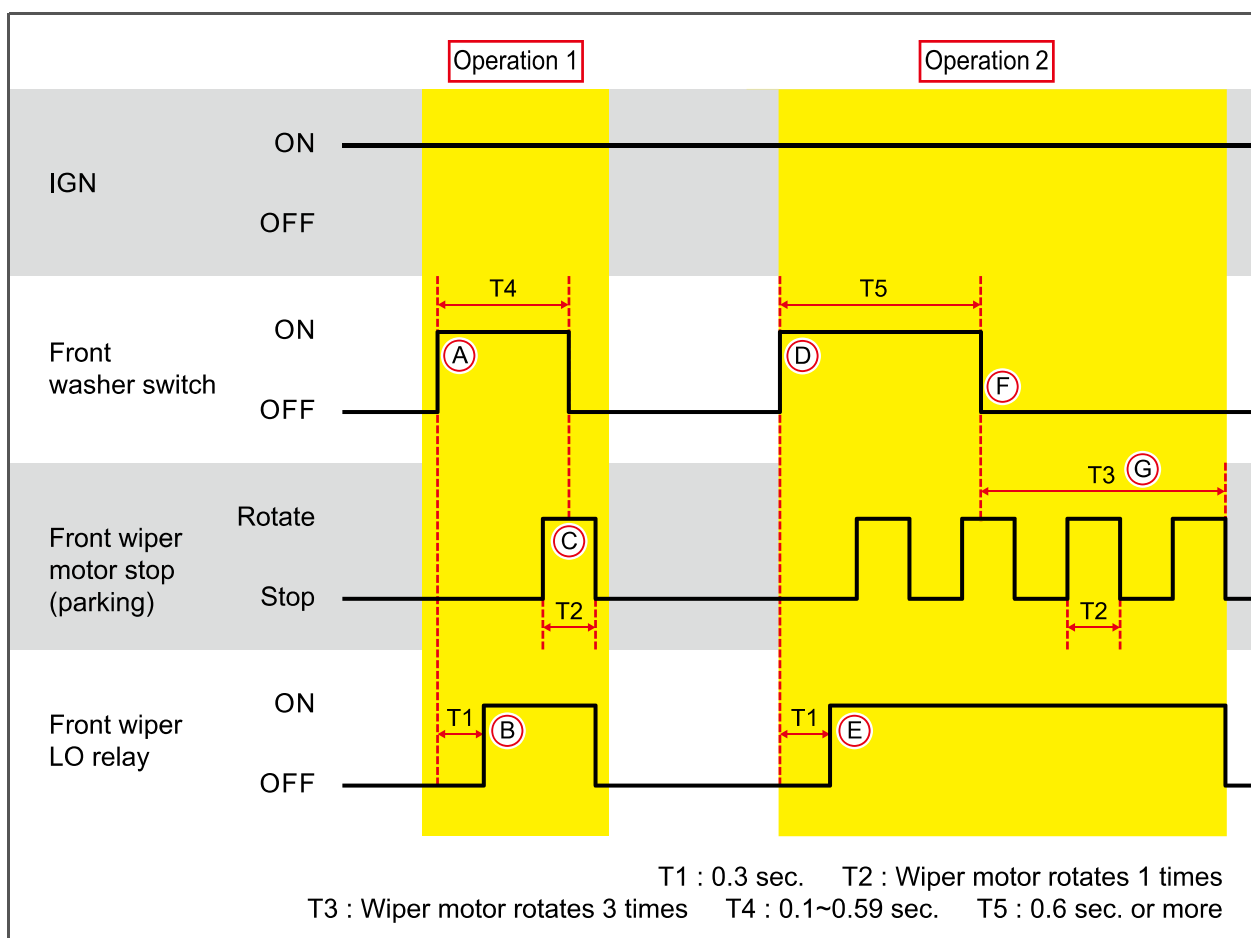 Operation 1
Operation 2
IGN
ON
OFF
Front
washer switch
ON
OFF
T4
A
T5
D
F
Front wiper
motor stop
(parking)
Rotate
Stop
C
T2
T3
G
T2
Front wiper
LO relay
ON
OFF
T1
B
T1
E
T1 : 0.3 sec. T2 : Wiper motor rotates 1 times
T3 : Wiper motor rotates 3 times T4 : 0.1~0.59 sec. T5 : 0.6 sec. or more